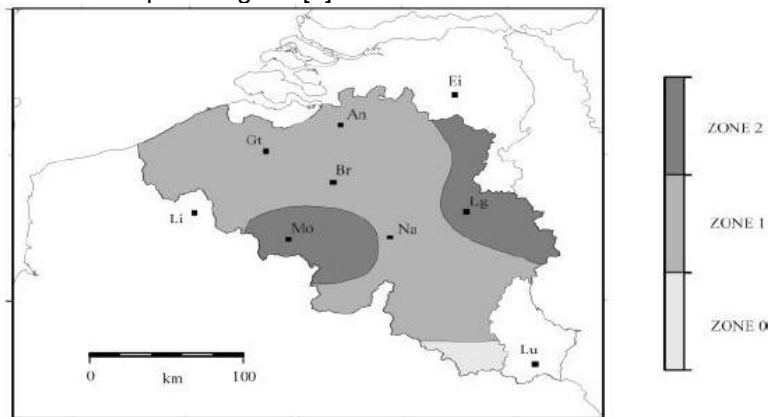 Ei
An
Gt
Br
Lg
Li
Mo
Na
Lu
0
100
km
ZONE 2
ZONE 1
ZONE 0